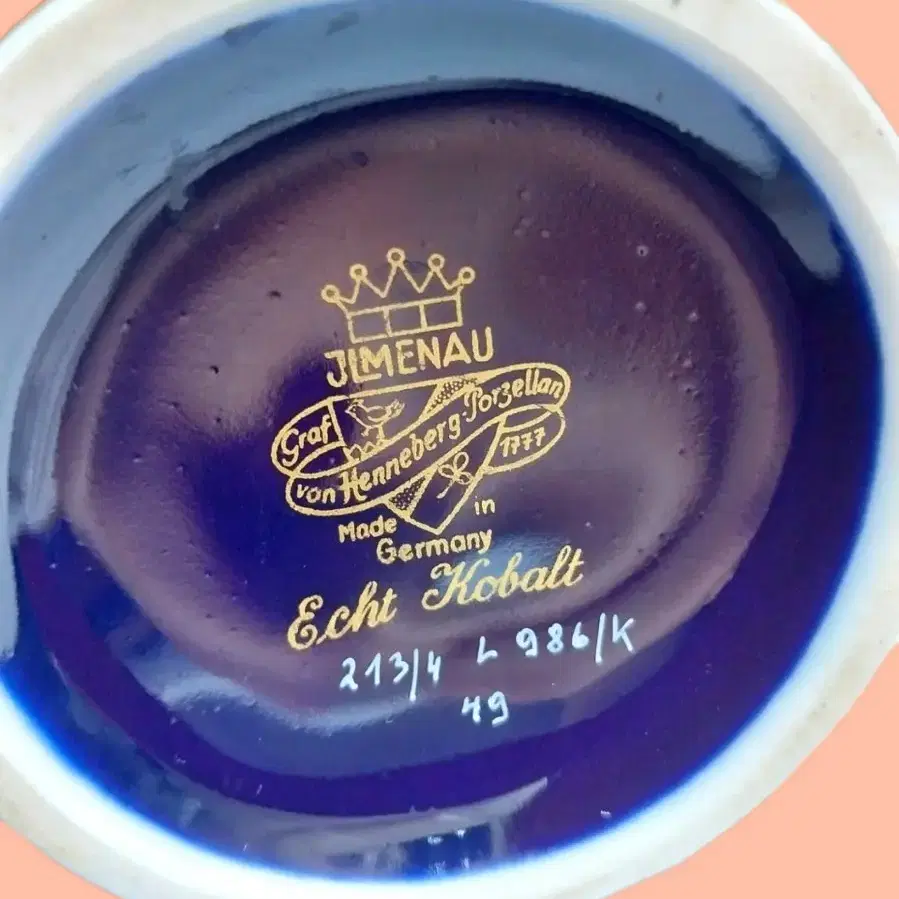 JLMENAU
Graf
von Henneberg-Porzellan
1777
Made in
Germany
Echt Kobalt
213/4 L 986/K
49